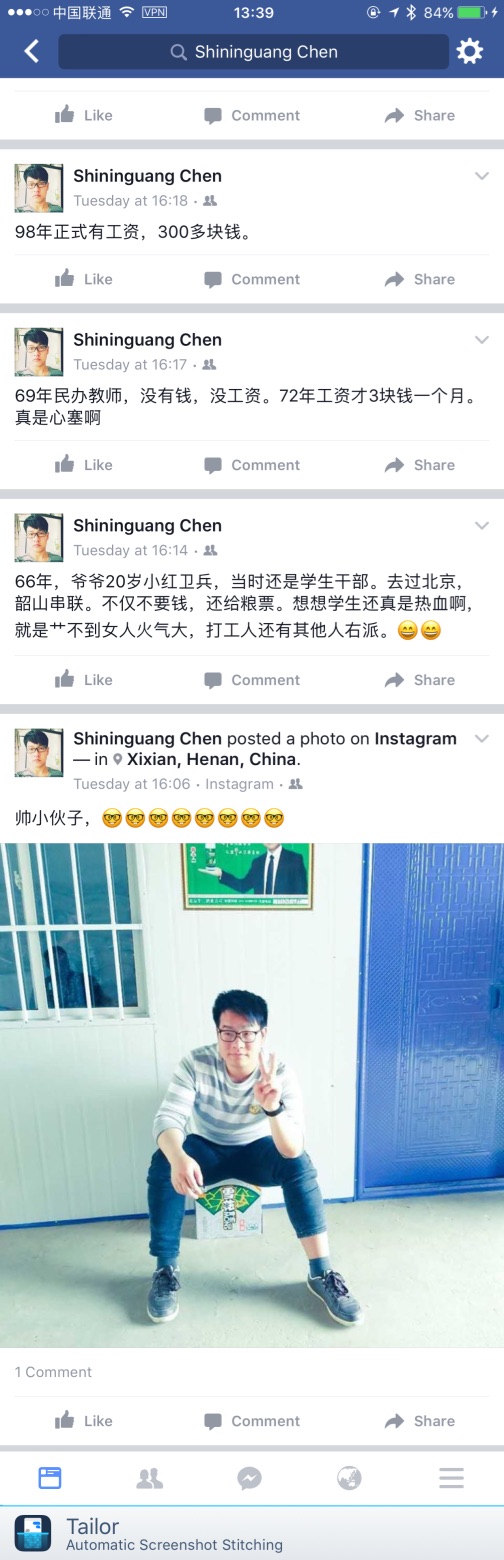 中国联通 VPN 13:39 84%
Shininguang Chen
Like Comment Share
Shininguang Chen
Tuesday at 16:18 ·
98年正式有工资，300多块钱。
Like Comment Share
Shininguang Chen
Tuesday at 16:17 ·
69年民办教师，没有钱，没工资。72年工资才3块钱一个月。
真是心塞啊
Like Comment Share
Shininguang Chen
Tuesday at 16:14 ·
66年，爷爷20岁小红卫兵，当时还是学生干部。去过北京，
韶山串联。不仅不要钱，还给粮票。想想学生还真是热血啊，
就是艹不到女人火气大，打工人还有其他人右派。😄😄
Like Comment Share
Shininguang Chen posted a photo on Instagram
— in Xixian, Henan, China.
Tuesday at 16:06 · Instagram ·
帅小伙子，🤓🤓🤓🤓🤓🤓🤓🤓
1 Comment
Like Comment Share
Tailor
Automatic Screenshot Stitching